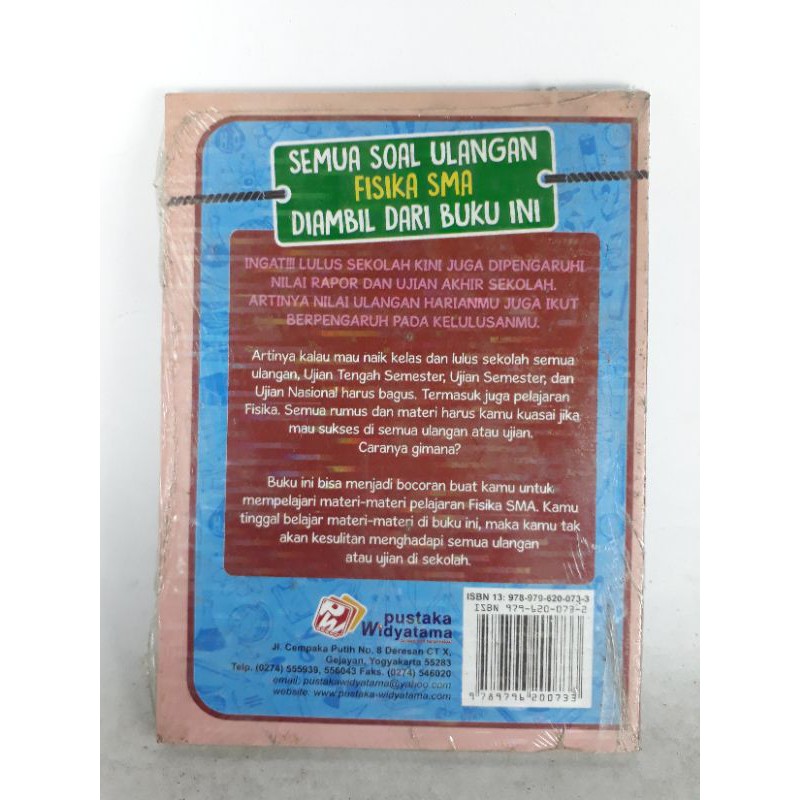 SEMUA SOAL ULANGAN
FISIKA SMA
DIAMBIL DARI BUKU INI
INGAT!!! LULUS SEKOLAH KINI JUGA DIPENGARUHI
NILAI RAPOR DAN UJIAN AKHIR SEKOLAH.
ARTINYA NILAI ULANGAN HARIANMU JUGA IKUT
BERPENGARUH PADA KELULUSANMU.
Artinya kalau mau naik kelas dan lulus sekolah semua
ulangan, Ujian Tengah Semester, Ujian Semester, dan
Ujian Nasional harus bagus. Termasuk juga pelajaran
Fisika. Semua rumus dan materi harus kamu kuasai jika
mau sukses di semua ulangan atau ujian.
Caranya gimana?
Buku ini bisa menjadi bocoran buat kamu untuk
mempelajari materi-materi pelajaran Fisika SMA. Kamu
tinggal belajar materi-materi di buku ini, maka kamu tak
akan kesulitan menghadapi semua ulangan
atau ujian di sekolah.
pustaka
Widyatama
Jl. Cempaka Putih No. 8 Deresan CT X,
Gejayan, Yogyakarta 55283
Telp. (0274) 555939, 556043 Faks. (0274) 546020
email: pustakawidyatama@yahoo.com
website: www.pustaka-widyatama.com
ISBN 13: 978-979-620-073-3
ISBN 979-620-073-2
9 789796 200733